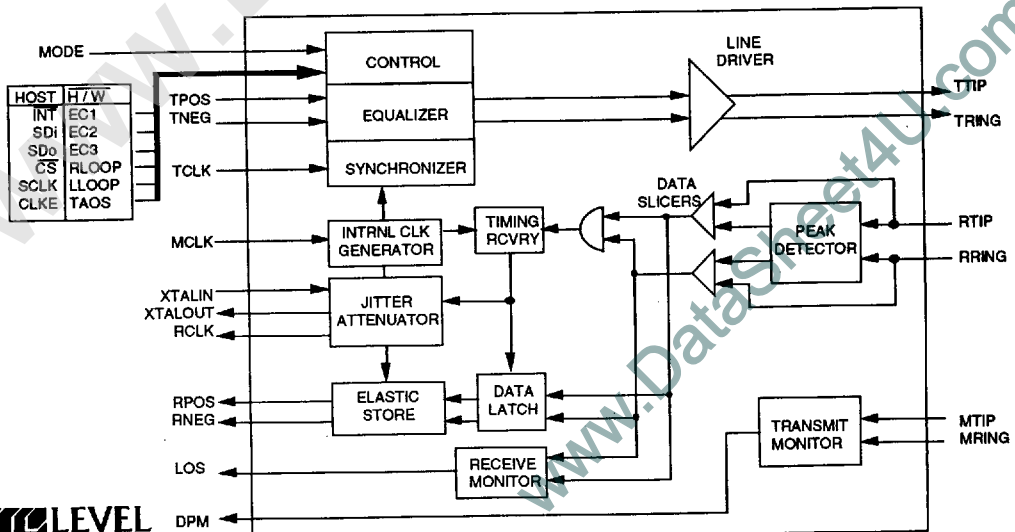 MODE
HOST H/W
INT EC1
SDi EC2
SDo EC3
CS RLOOP
SCLK LLOOP
CLKE TAOS
TPOS
TNEG
TCLK
MCLK
XTALIN
XTALOUT
RCLK
RPOS
RNEG
LOS
DPM
CONTROL
EQUALIZER
SYNCHRONIZER
INTRNL CLK
GENERATOR
TIMING
RCVRY
JITTER
ATTENUATOR
ELASTIC
STORE
DATA
LATCH
RECEIVE
MONITOR
LINE
DRIVER
DATA
SLICERS
PEAK
DETECTOR
TRANSMIT
MONITOR
TTIP
TRING
RTIP
RRING
MTIP
MRING
LEVEL
www.DataSheet4U.com
www.